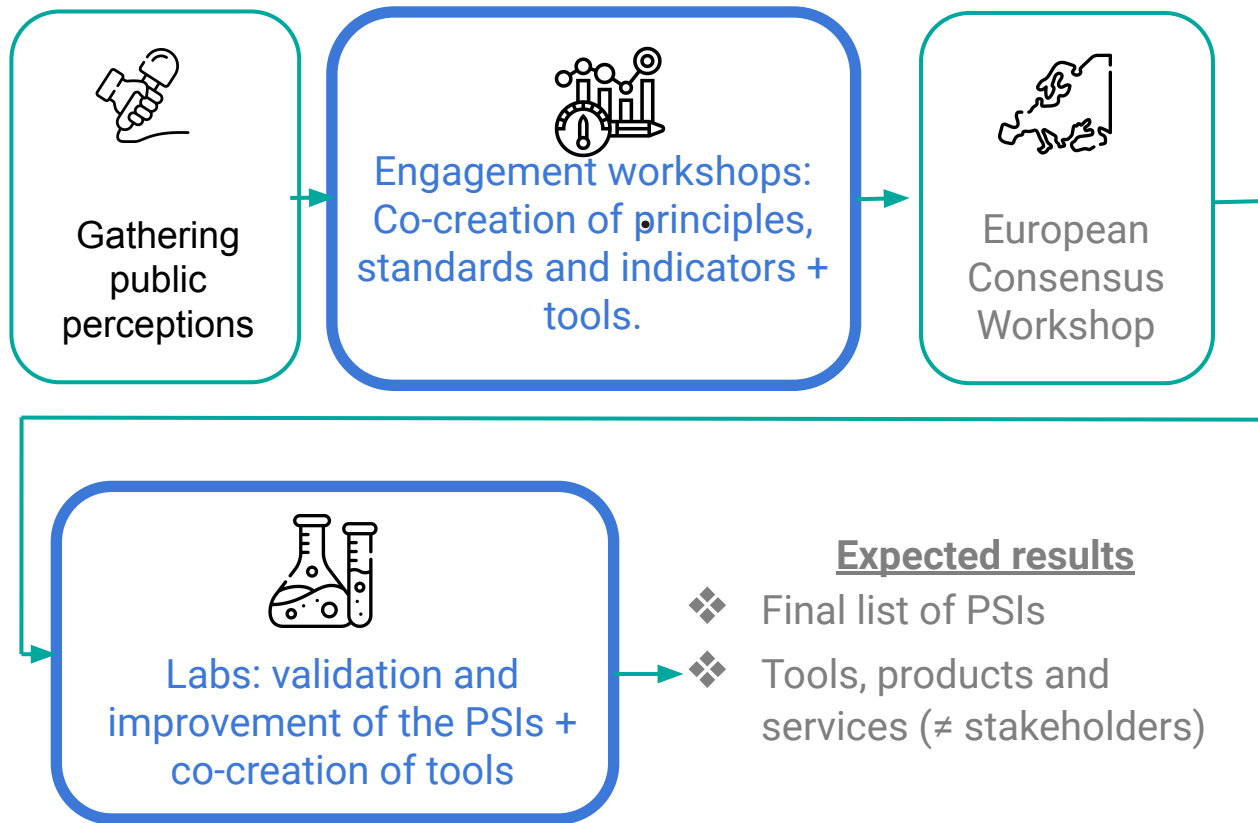 Gathering
public
perceptions
Engagement workshops:
Co-creation of principles,
standards and indicators +
tools.
European
Consensus
Workshop
Labs: validation and
improvement of the PSIs +
co-creation of tools
Expected results
❖ Final list of PSIs
❖ Tools, products and
services (≠ stakeholders)